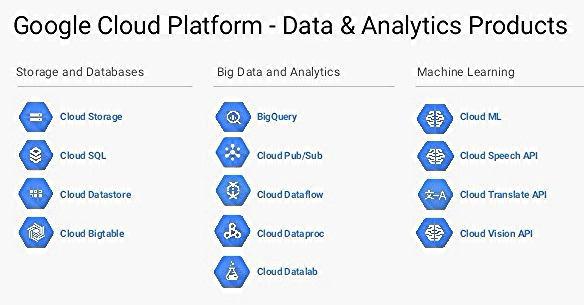 Google Cloud Platform - Data & Analytics Products
Storage and Databases
Cloud Storage
Cloud SQL
Cloud Datastore
Cloud Bigtable
Big Data and Analytics
BigQuery
Cloud Pub/Sub
Cloud Dataflow
Cloud Dataproc
Cloud Datalab
Machine Learning
Cloud ML
Cloud Speech API
文A
Cloud Translate API
Cloud Vision API